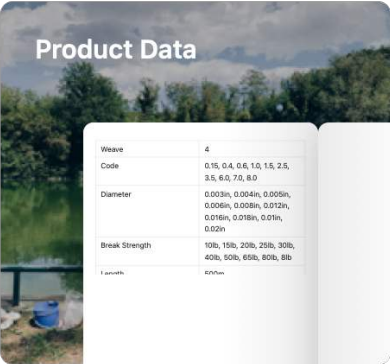 Product Data
Weave 4
Code 0.15, 0.4, 0.6, 1.0, 1.5, 2.5,
3.5, 6.0, 7.0, 8.0
Diameter 0.003in, 0.004in, 0.005in,
0.006in, 0.008in, 0.012in,
0.016in, 0.018in, 0.01in,
0.02in
Break Strength 10lb, 15lb, 20lb, 25lb, 30lb,
40lb, 50lb, 65lb, 80lb, 8lb
Length 500m